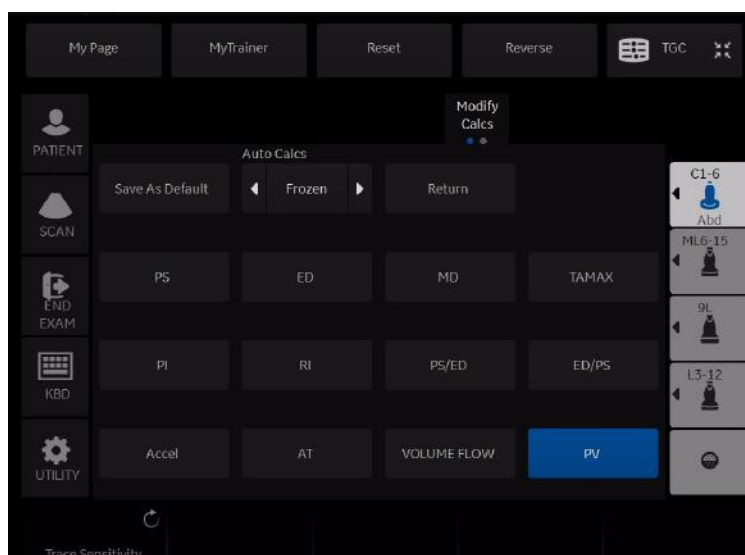 My Page
MyTrainer
Reset
Reverse
TGC
PATIENT
SCAN
END
EXAM
KBD
UTILITY
Modify
Calcs
Auto Calcs
Save As Default
Frozen
Return
PS
ED
MD
TAMAX
PI
RI
PS/ED
ED/PS
Accel
AT
VOLUME FLOW
PV
C1-6
Abd
ML6-15
9L
L3-12
Trace Sensitivity